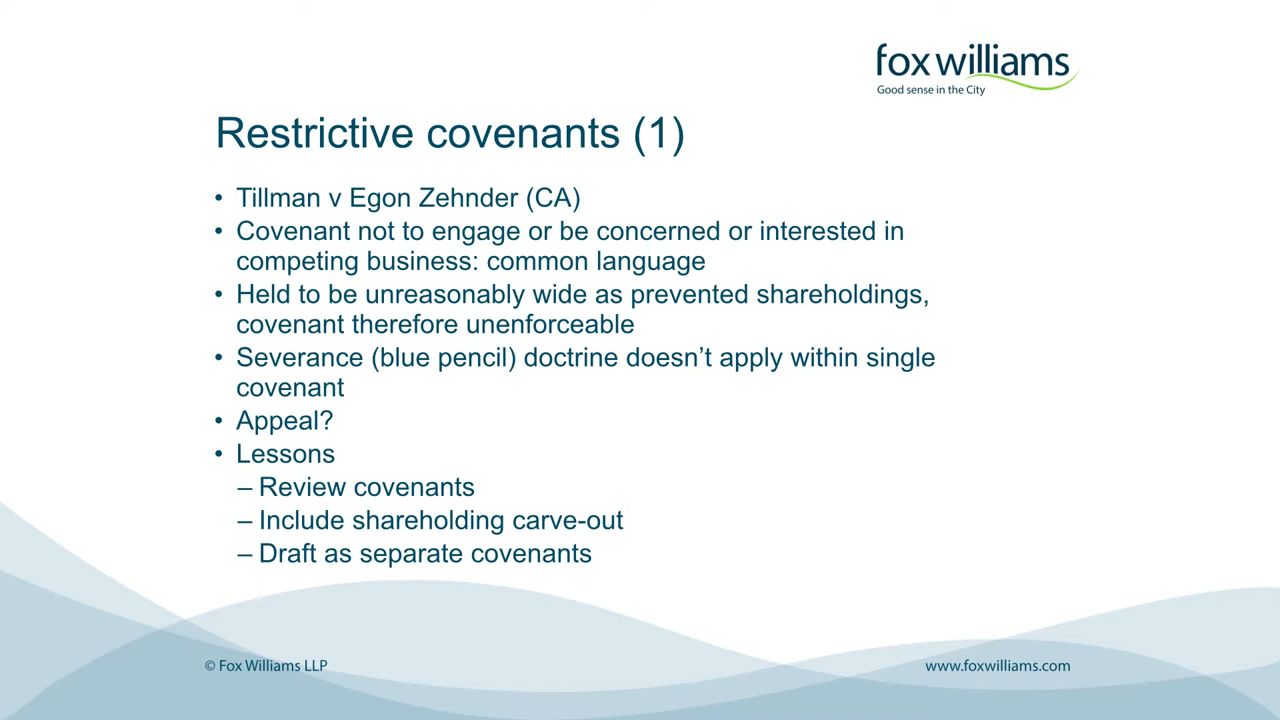 fox williams
Good sense in the City
Restrictive covenants (1)
• Tillman v Egon Zehnder (CA)
• Covenant not to engage or be concerned or interested in
competing business: common language
• Held to be unreasonably wide as prevented shareholdings,
covenant therefore unenforceable
• Severance (blue pencil) doctrine doesn’t apply within single
covenant
• Appeal?
• Lessons
– Review covenants
– Include shareholding carve-out
– Draft as separate covenants
© Fox Williams LLP
www.foxwilliams.com